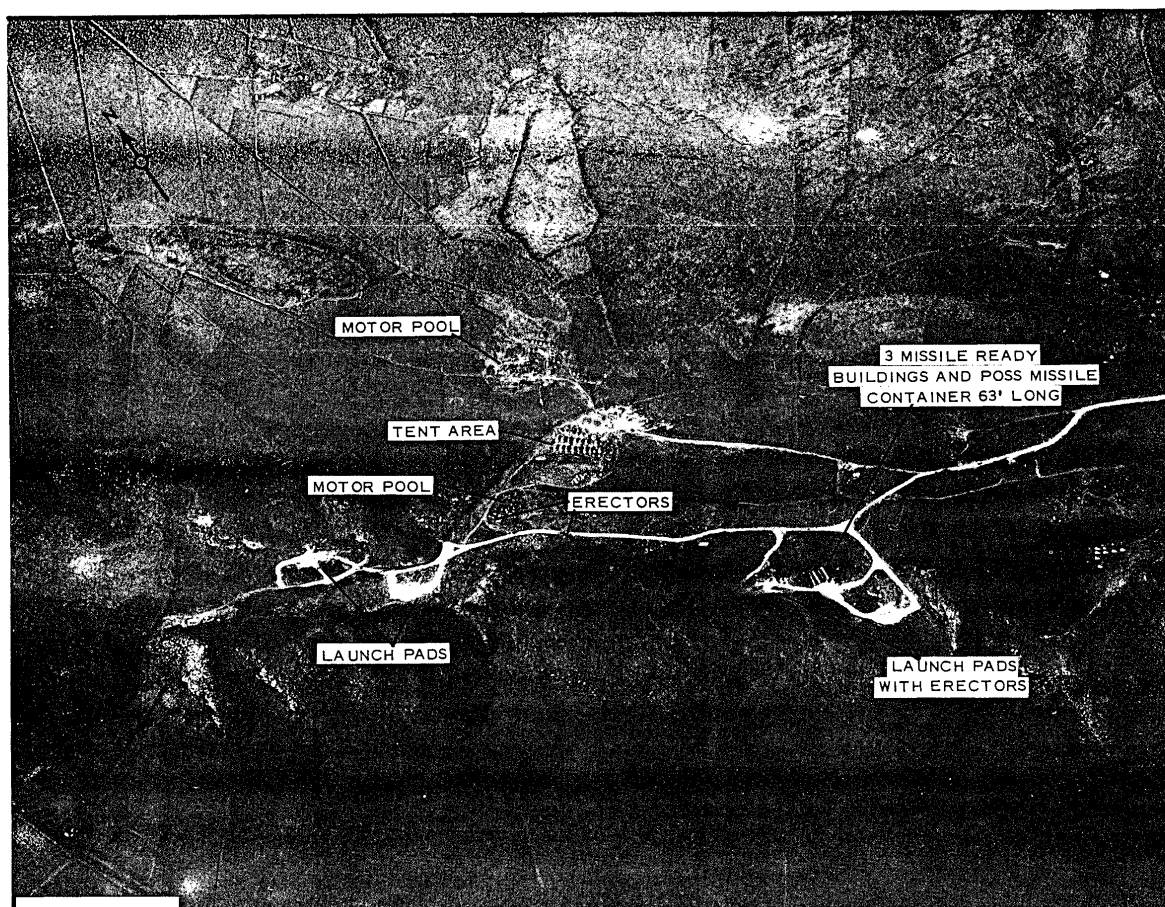 N
MOTOR POOL
3 MISSILE READY
BUILDINGS AND POSS MISSILE
CONTAINER 63' LONG
TENT AREA
MOTOR POOL
ERECTORS
LAUNCH PADS
LAUNCH PADS
WITH ERECTORS